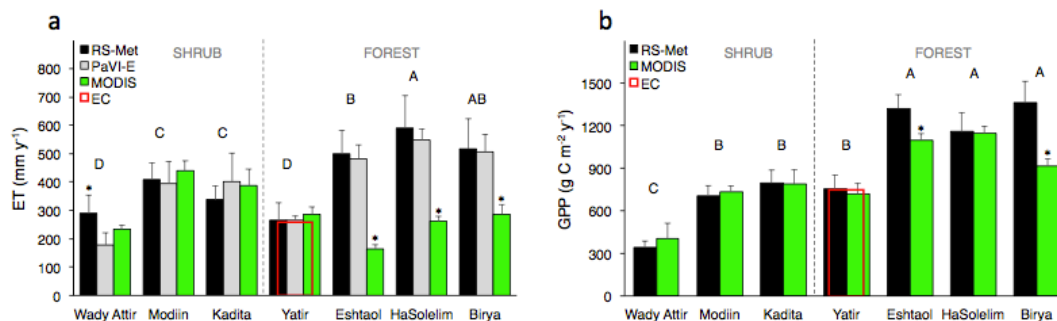 a
SHRUB
FOREST
RS-Met
PaVI-E
MODIS
EC
ET (mm y⁻¹)
800
700
600
500
400
300
200
100
0
D
C
C
D
B
A
AB
*
*
*
*
Wady Attir Modiin Kadita Yatir Eshtaol HaSolelim Birya
b
SHRUB
FOREST
RS-Met
MODIS
EC
GPP (g C m⁻² y⁻¹)
1500
1200
900
600
300
0
C
B
B
B
A
A
A
*
*
Wady Attir Modiin Kadita Yatir Eshtaol HaSolelim Birya